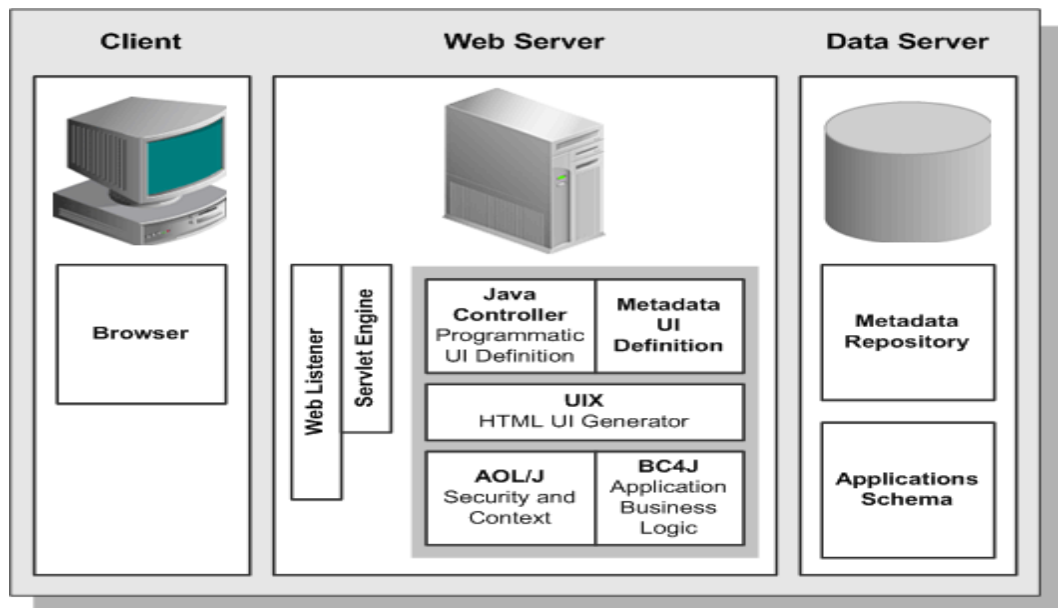 Client
Browser
Web Server
Web Listener
Servlet Engine
Java
Controller
Programmatic
UI Definition
Metadata
UI
Definition
UIX
HTML UI Generator
AOL/J
Security and
Context
BC4J
Application
Business
Logic
Data Server
Metadata
Repository
Applications
Schema